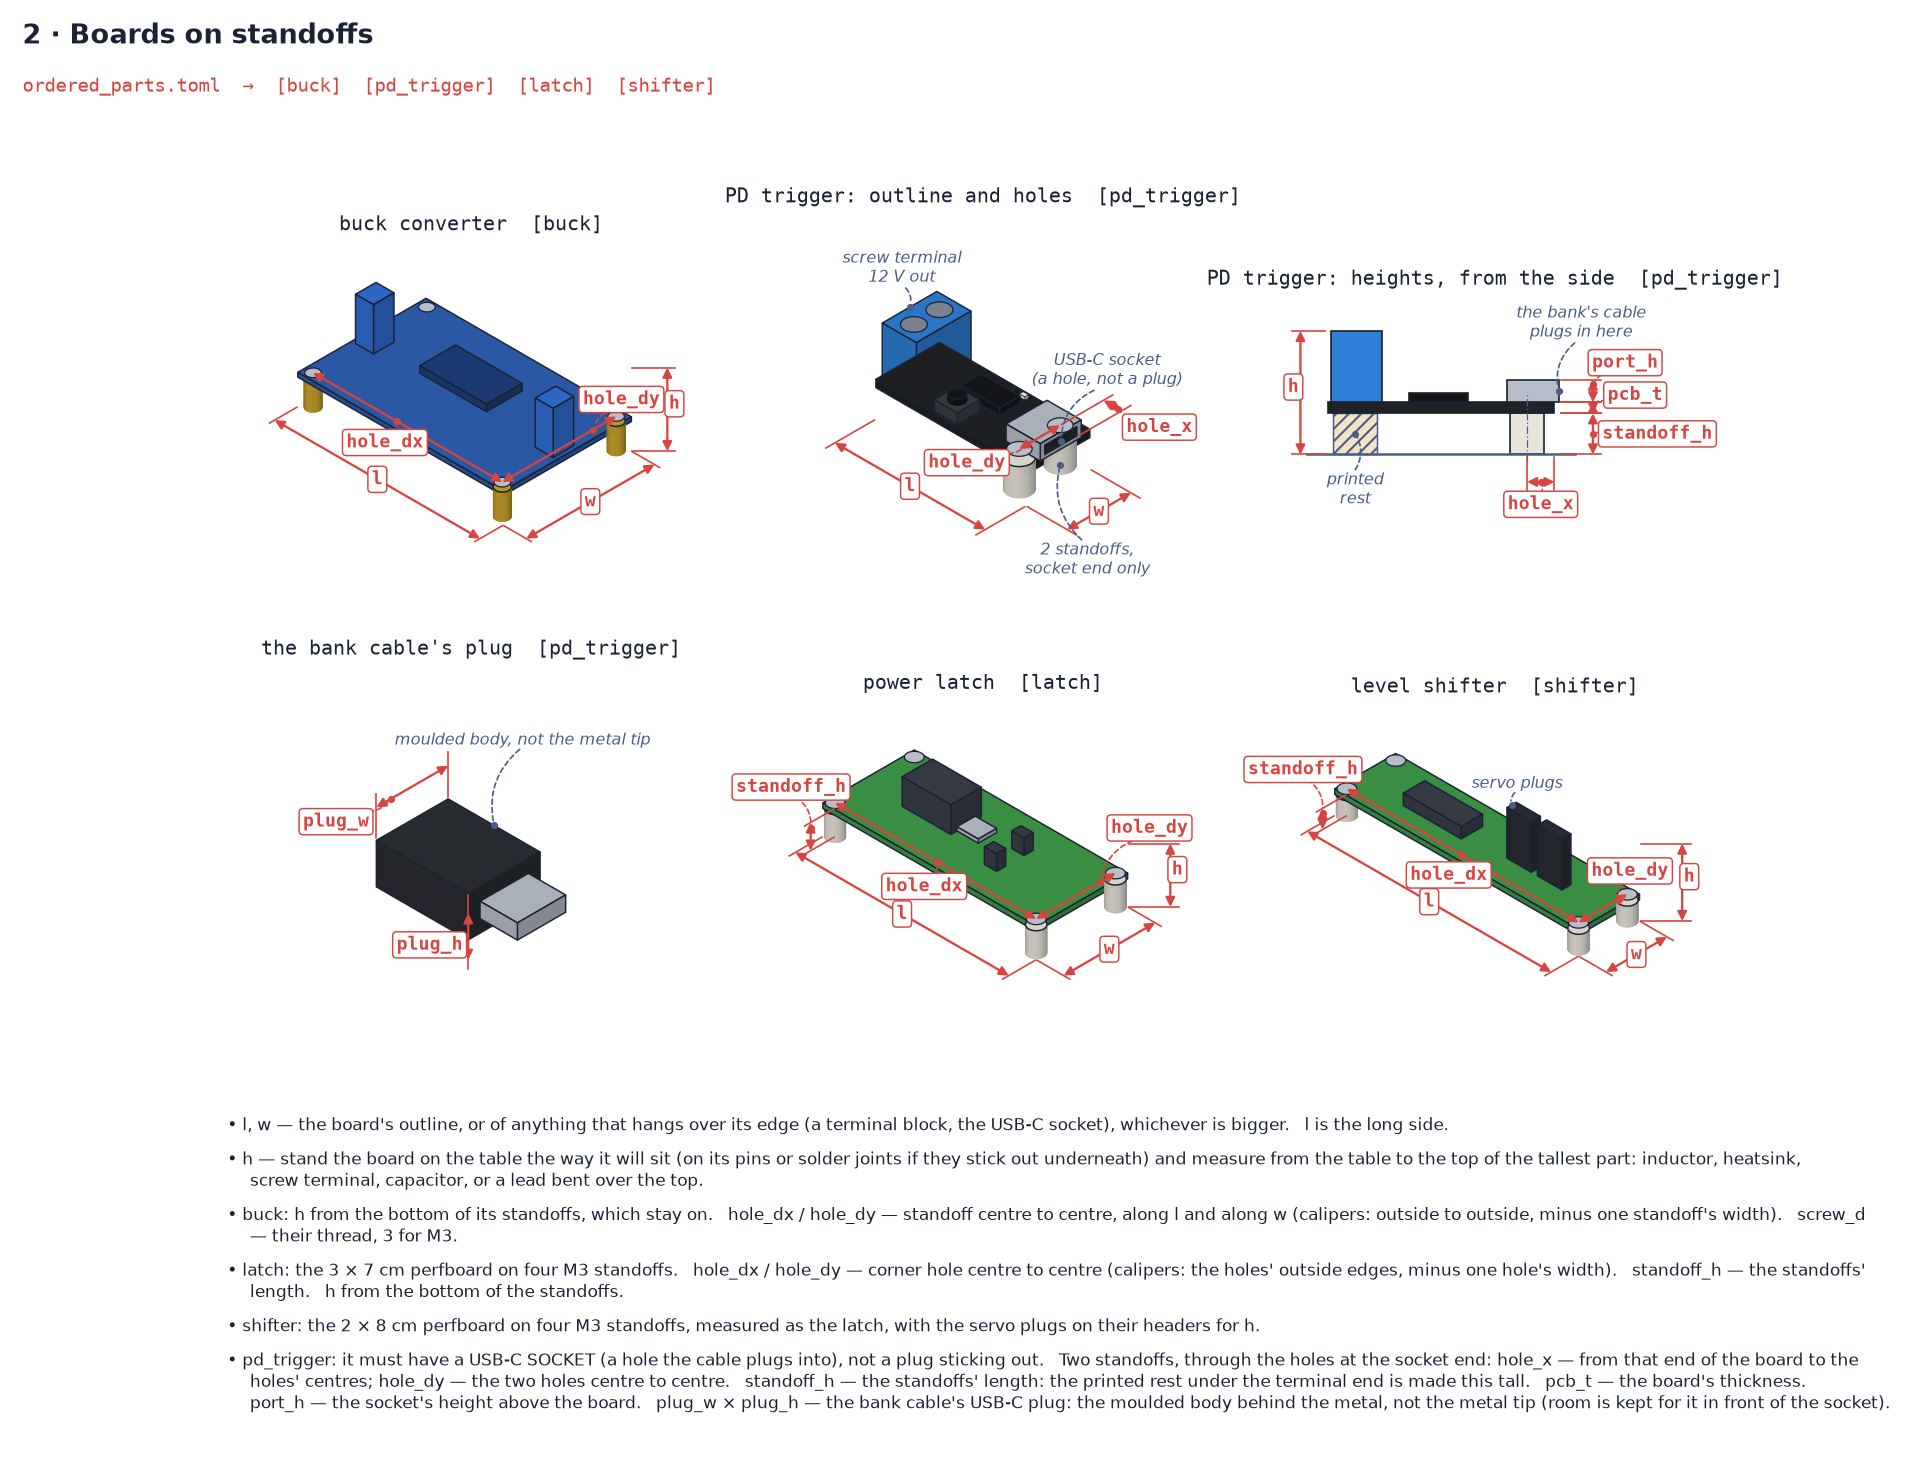 2 · Boards on standoffs
ordered_parts.toml → [buck] [pd_trigger] [latch] [shifter]
buck converter [buck]
hole_dy
h
hole_dx
l
w
PD trigger: outline and holes [pd_trigger]
screw terminal
12 V out
USB-C socket
(a hole, not a plug)
hole_x
hole_dy
l
w
2 standoffs,
socket end only
PD trigger: heights, from the side [pd_trigger]
the bank's cable
plugs in here
port_h
h
pcb_t
standoff_h
printed
rest
hole_x
the bank cable's plug [pd_trigger]
moulded body, not the metal tip
plug_w
plug_h
power latch [latch]
standoff_h
hole_dy
h
hole_dx
l
w
level shifter [shifter]
standoff_h
servo plugs
hole_dy
h
hole_dx
l
w
• l, w — the board's outline, or of anything that hangs over its edge (a terminal block, the USB-C socket), whichever is bigger. l is the long side.
• h — stand the board on the table the way it will sit (on its pins or solder joints if they stick out underneath) and measure from the table to the top of the tallest part: inductor, heatsink,
screw terminal, capacitor, or a lead bent over the top.
• buck: h from the bottom of its standoffs, which stay on. hole_dx / hole_dy — standoff centre to centre, along l and along w (calipers: outside to outside, minus one standoff's width). screw_d
— their thread, 3 for M3.
• latch: the 3 × 7 cm perfboard on four M3 standoffs. hole_dx / hole_dy — corner hole centre to centre (calipers: the holes' outside edges, minus one hole's width). standoff_h — the standoffs'
length. h from the bottom of the standoffs.
• shifter: the 2 × 8 cm perfboard on four M3 standoffs, measured as the latch, with the servo plugs on their headers for h.
• pd_trigger: it must have a USB-C SOCKET (a hole the cable plugs into), not a plug sticking out. Two standoffs, through the holes at the socket end: hole_x — from that end of the board to the
holes' centres; hole_dy — the two holes centre to centre. standoff_h — the standoffs' length: the printed rest under the terminal end is made this tall. pcb_t — the board's thickness.
port_h — the socket's height above the board. plug_w × plug_h — the bank cable's USB-C plug: the moulded body behind the metal, not the metal tip (room is kept for it in front of the socket).